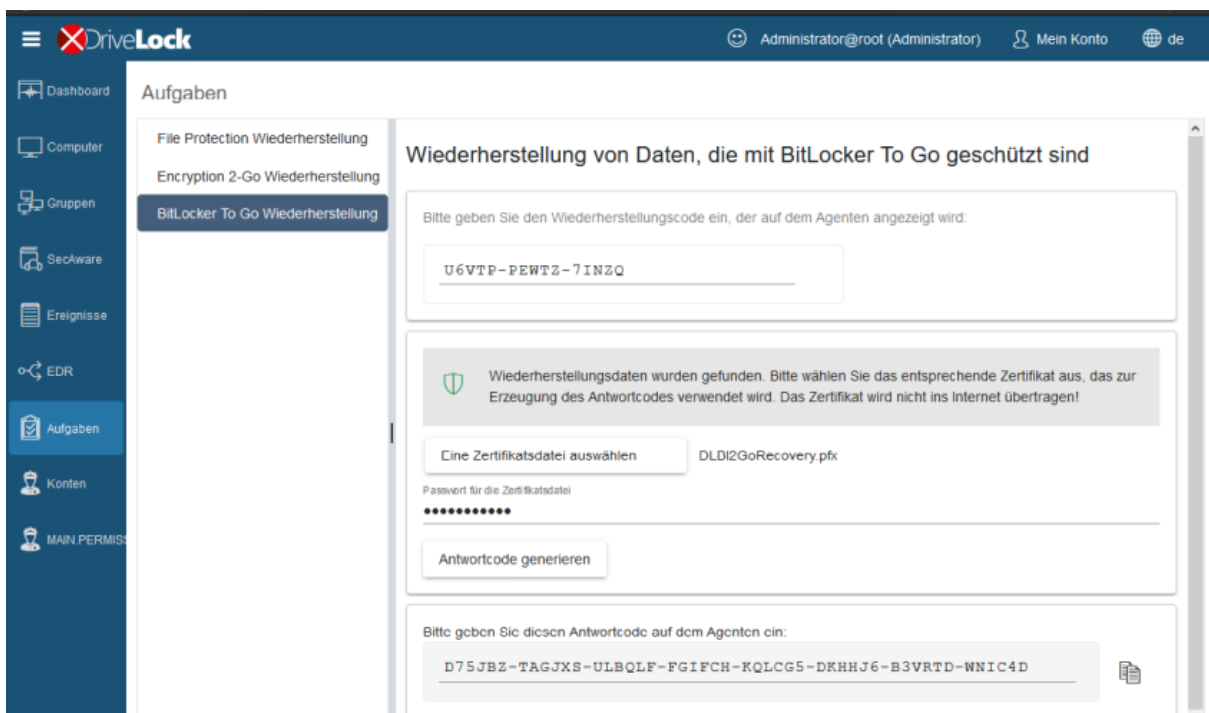 DriveLock
Administrator@root (Administrator)
Mein Konto
de
Dashboard
Computer
Gruppen
SecAware
Ereignisse
EDR
Aufgaben
Konten
MAIN.PERMISS
Aufgaben
File Protection Wiederherstellung
Encryption 2-Go Wiederherstellung
BitLocker To Go Wiederherstellung
Wiederherstellung von Daten, die mit BitLocker To Go geschützt sind
Bitte geben Sie den Wiederherstellungscode ein, der auf dem Agenten angezeigt wird:
U6VTP-PEWTZ-7INZQ
Wiederherstellungsdaten wurden gefunden. Bitte wählen Sie das entsprechende Zertifikat aus, das zur
Erzeugung des Antwortcodes verwendet wird. Das Zertifikat wird nicht ins Internet übertragen!
Eine Zertifikatsdatei auswählen
DLBI2GoRecovery.pfx
Passwort für die Zertifikatsdatei
•••••••••••
Antwortcode generieren
Bitte geben Sie diesen Antwortcode auf dem Agenten ein:
D75JBZ-TAGJXS-ULBQLF-FGIFCH-KQLCG5-DKHHJ6-B3VRTD-WNIC4D